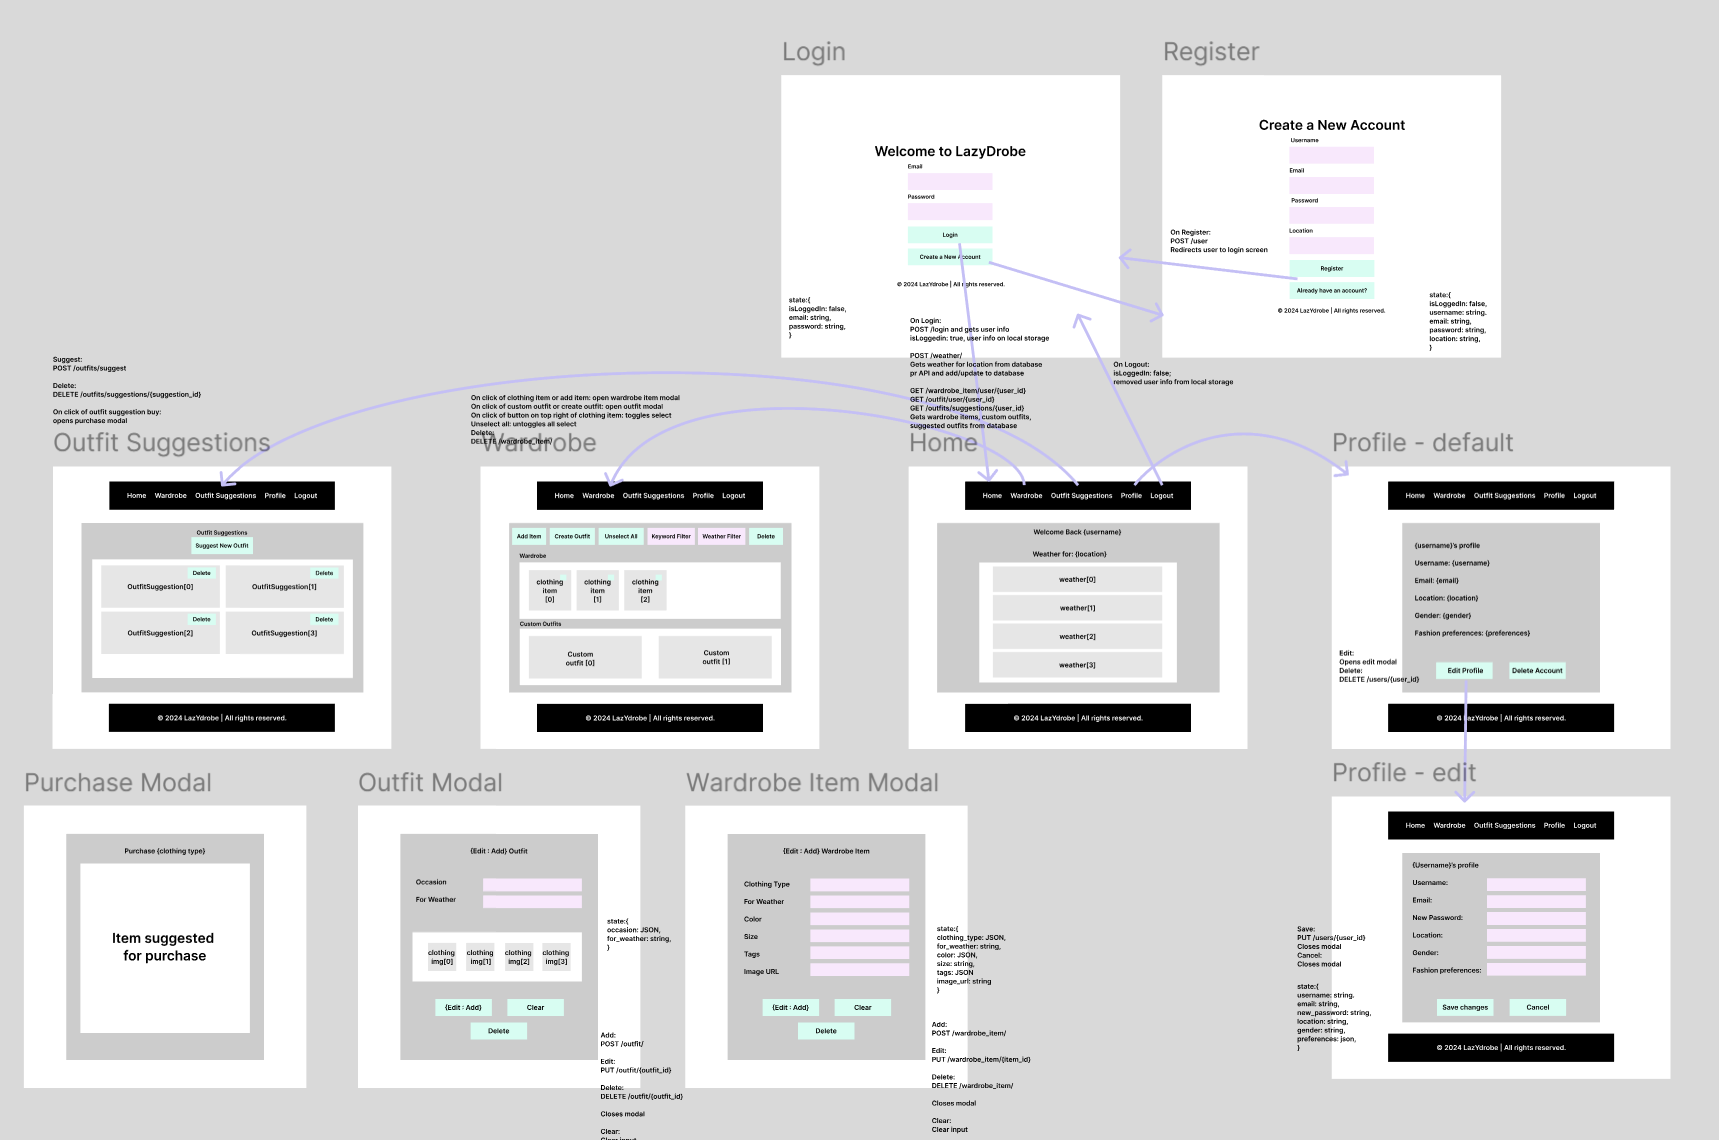 Login
Welcome to LazyDrobe
Email
Password
Login
Create a New Account
© 2024 LazYdrobe | All rights reserved.
state:{
isLoggedIn: false,
email: string,
password: string,
}
On Login:
POST /login and gets user info
isLoggedin: true, user info on local storage
POST /weather/
Gets weather for location from database
pr API and add/update to database
GET /wardrobe_item/user/{user_id}
GET /outfit/user/{user_id}
GET /outfits/suggestions/{user_id}
Gets wardrobe items, custom outfits,
suggested outfits from database
Register
Create a New Account
Username
Email
Password
Location
Register
Already have an account?
© 2024 LazYdrobe | All rights reserved.
On Register:
POST /user
Redirects user to login screen
state:{
isLoggedIn: false,
username: string.
email: string,
password: string,
location: string,
}
On Logout:
isLoggedIn: false;
removed user info from local storage
Suggest:
POST /outfits/suggest
Delete:
DELETE /outfits/suggestions/{suggestion_id}
On click of outfit suggestion buy:
opens purchase modal
Outfit Suggestions
Home Wardrobe Outfit Suggestions Profile Logout
Outfit Suggestions
Suggest New Outfit
Delete
OutfitSuggestion[0]
Delete
OutfitSuggestion[1]
Delete
OutfitSuggestion[2]
Delete
OutfitSuggestion[3]
© 2024 LazYdrobe | All rights reserved.
On click of clothing item or add item: open wardrobe item modal
On click of custom outfit or create outfit: open outfit modal
On click of button on top right of clothing item: toggles select
Unselect all: untoggles all select
Delete:
DELETE /wardrobe_item/
Wardrobe
Home Wardrobe Outfit Suggestions Profile Logout
Add Item Create Outfit Unselect All Keyword Filter Weather Filter Delete
Wardrobe
clothing
item
[0]
clothing
item
[1]
clothing
item
[2]
Custom Outfits
Custom
outfit [0]
Custom
outfit [1]
© 2024 LazYdrobe | All rights reserved.
Home
Home Wardrobe Outfit Suggestions Profile Logout
Welcome Back {username}
Weather for: {location}
weather[0]
weather[1]
weather[2]
weather[3]
© 2024 LazYdrobe | All rights reserved.
Profile - default
Home Wardrobe Outfit Suggestions Profile Logout
{username}'s profile
Username: {username}
Email: {email}
Location: {location}
Gender: {gender}
Fashion preferences: {preferences}
Edit Profile Delete Account
Edit:
Opens edit modal
Delete:
DELETE /users/{user_id}
© 2024 LazYdrobe | All rights reserved.
Purchase Modal
Purchase {clothing type}
Item suggested
for purchase
Outfit Modal
{Edit : Add} Outfit
Occasion
For Weather
clothing
img[0]
clothing
img[1]
clothing
img[2]
clothing
img[3]
{Edit : Add} Clear
Delete
state:{
occasion: JSON,
for_weather: string,
}
Add:
POST /outfit/
Edit:
PUT /outfit/{outfit_id}
Delete:
DELETE /outfit/{outfit_id}
Closes modal
Clear:
Clear input
Wardrobe Item Modal
{Edit : Add} Wardrobe Item
Clothing Type
For Weather
Color
Size
Tags
Image URL
{Edit : Add} Clear
Delete
state:{
clothing_type: JSON,
for_weather: string,
color: JSON,
size: string,
tags: JSON
image_url: string
}
Add:
POST /wardrobe_item/
Edit:
PUT /wardrobe_item/{item_id}
Delete:
DELETE /wardrobe_item/
Closes modal
Clear:
Clear input
Profile - edit
Home Wardrobe Outfit Suggestions Profile Logout
{Username}'s profile
Username:
Email:
New Password:
Location:
Gender:
Fashion preferences:
Save changes Cancel
© 2024 LazYdrobe | All rights reserved.
Save:
PUT /users/{user_id}
Closes modal
Cancel:
Closes modal
state:{
username: string.
email: string,
new_password: string,
location: string,
gender: string,
preferences: json,
}